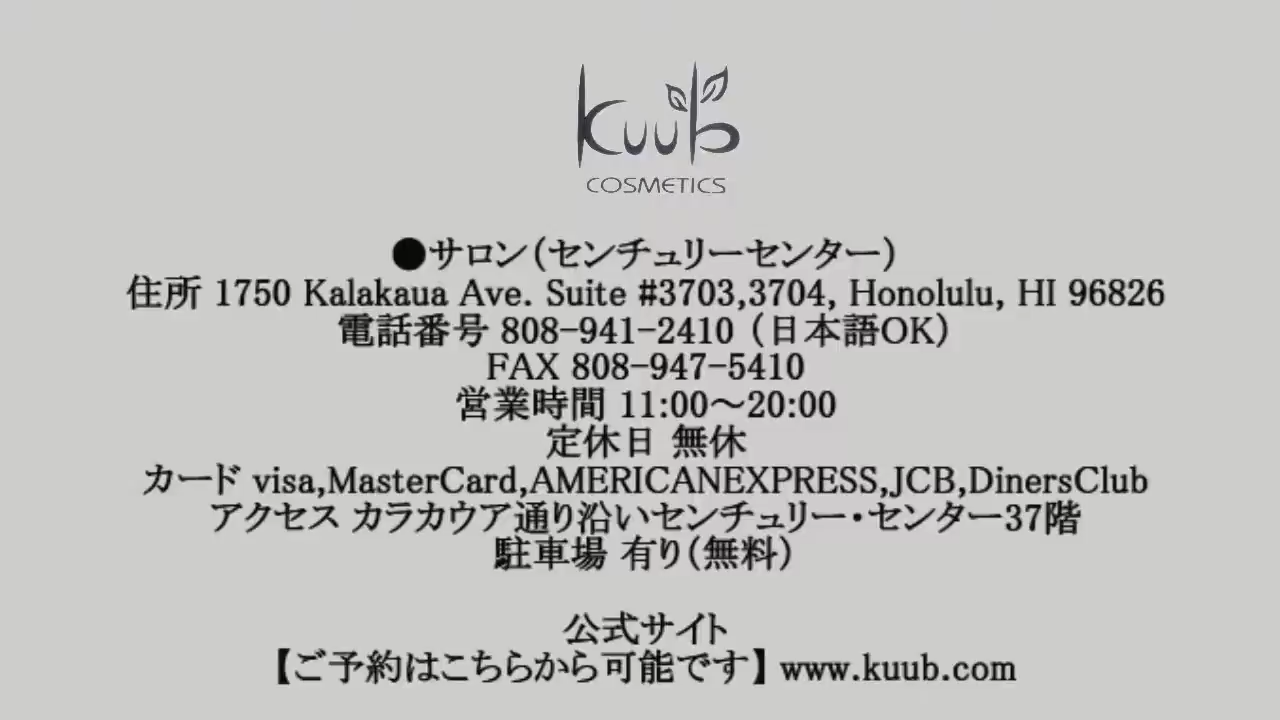 kuub
COSMETICS
●サロン（センチュリーセンター）
住所 1750 Kalakaua Ave. Suite #3703,3704, Honolulu, HI 96826
電話番号 808-941-2410（日本語OK）
FAX 808-947-5410
営業時間 11:00～20:00
定休日 無休
カード visa,MasterCard,AMERICANEXPRESS,JCB,DinersClub
アクセス カラカウア通り沿いセンチュリー・センター37階
駐車場 有り（無料）
公式サイト
【ご予約はこちらから可能です】 www.kuub.com